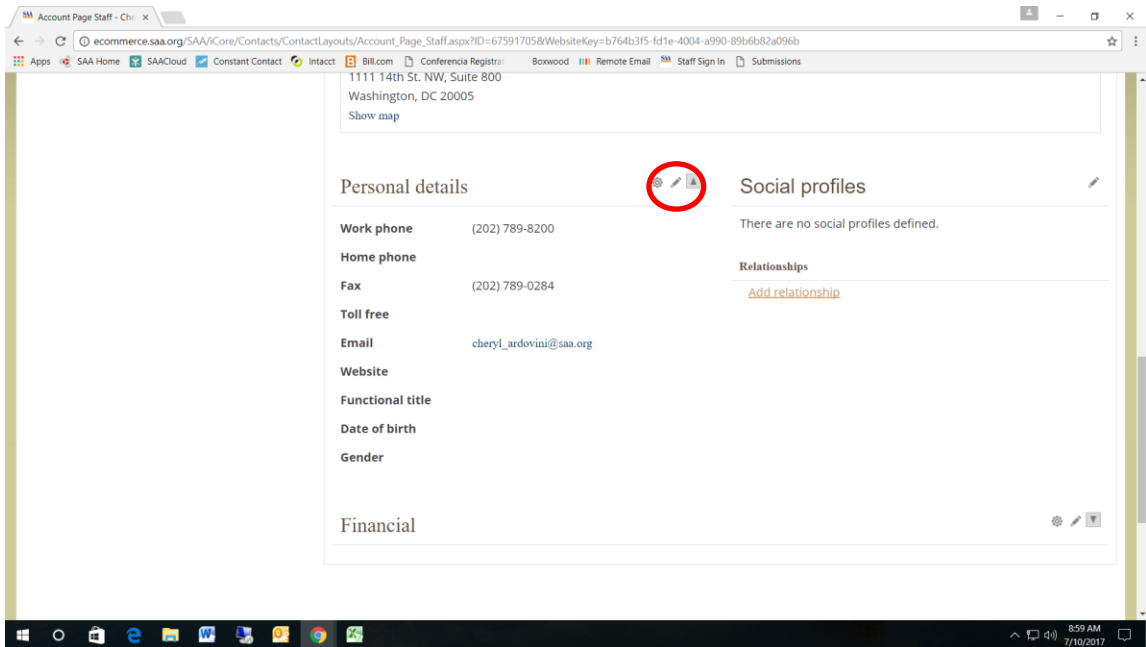 SAA Account Page Staff - Che
ecommerce.saa.org/SAA/iCore/Contacts/ContactLayouts/Account_Page_Staff.aspx?ID=67591705&WebsiteKey=b764b3f5-fd1e-4004-a990-89b6b82a096b
Apps SAA Home SAACloud Constant Contact Intacct Bill.com Conferencia Registrat Boxwood Remote Email SAA Staff Sign In Submissions
1111 14th St. NW, Suite 800
Washington, DC 20005
Show map
Personal details
Social profiles
Work phone (202) 789-8200
There are no social profiles defined.
Home phone
Relationships
Fax (202) 789-0284
Add relationship
Toll free
Email cheryl_ardovini@saa.org
Website
Functional title
Date of birth
Gender
Financial
8:59 AM
7/10/2017